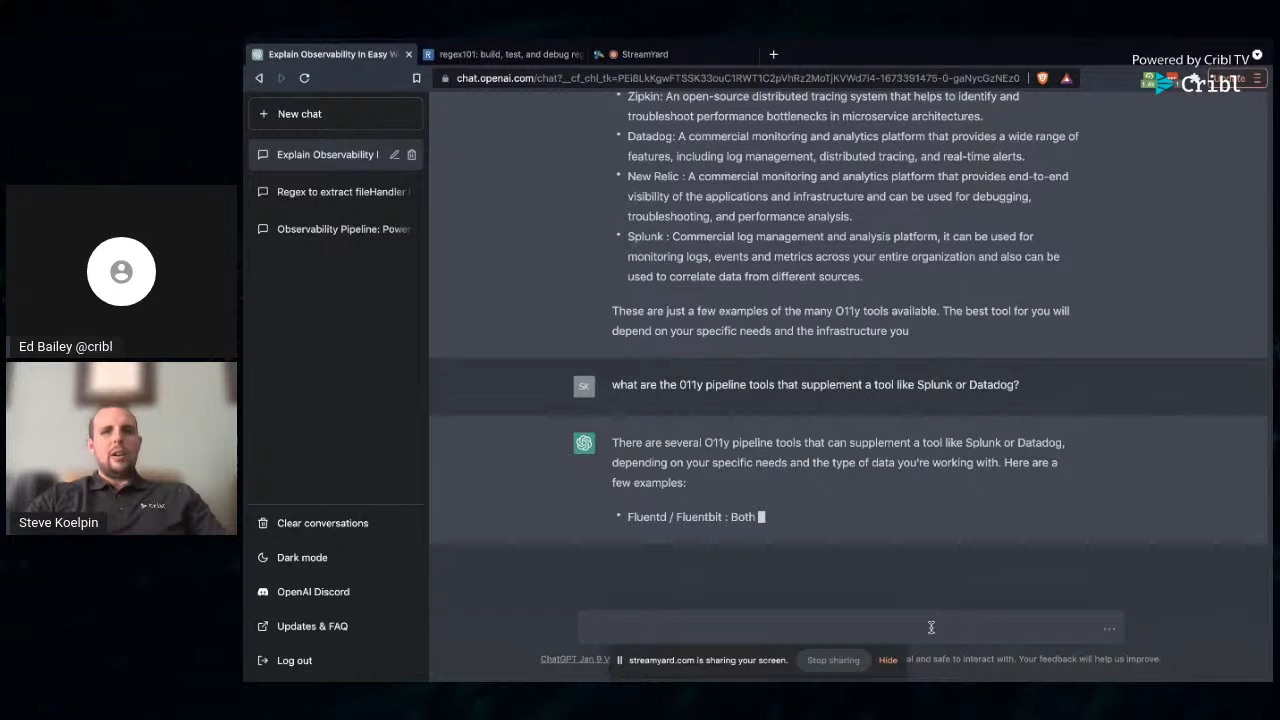 Explain Observability In Easy W
regex101: build, test, and debug reg
StreamYard
Powered by Cribl TV
chat.openai.com/chat?__cf_chl_tk=PEi8LkKgwFTSSK33ouC1RWT1C2pVhRz2MoTjKVWd7i4-1673391475-0-gaNycGzNEz0
Cribl
New chat
Explain Observability I
Regex to extract fileHandler
Observability Pipeline: Power
Clear conversations
Dark mode
OpenAI Discord
Updates & FAQ
Log out
Ed Bailey @cribl
Steve Koelpin
• Zipkin: An open-source distributed tracing system that helps to identify and
troubleshoot performance bottlenecks in microservice architectures.
• Datadog: A commercial monitoring and analytics platform that provides a wide range of
features, including log management, distributed tracing, and real-time alerts.
• New Relic : A commercial monitoring and analytics platform that provides end-to-end
visibility of the applications and infrastructure and can be used for debugging,
troubleshooting, and performance analysis.
• Splunk : Commercial log management and analysis platform, it can be used for
monitoring logs, events and metrics across your entire organization and also can be
used to correlate data from different sources.
These are just a few examples of the many O11y tools available. The best tool for you will
depend on your specific needs and the infrastructure you
SK
what are the 011y pipeline tools that supplement a tool like Splunk or Datadog?
There are several O11y pipeline tools that can supplement a tool like Splunk or Datadog,
depending on your specific needs and the type of data you're working with. Here are a
few examples:
• Fluentd / Fluentbit : Both
ChatGPT Jan 9 V
streamyard.com is sharing your screen.
Stop sharing
Hide
al and safe to interact with. Your feedback will help us improve.